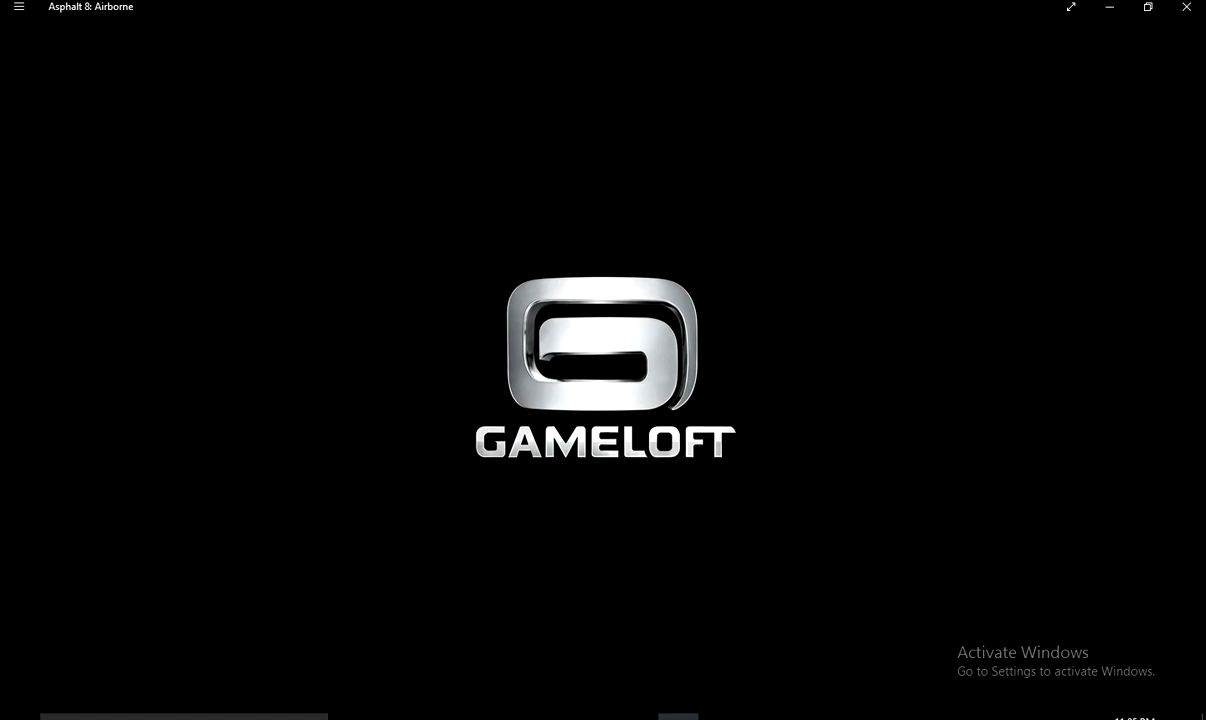 Asphalt 8: Airborne
GAMELOFT
Activate Windows
Go to Settings to activate Windows.